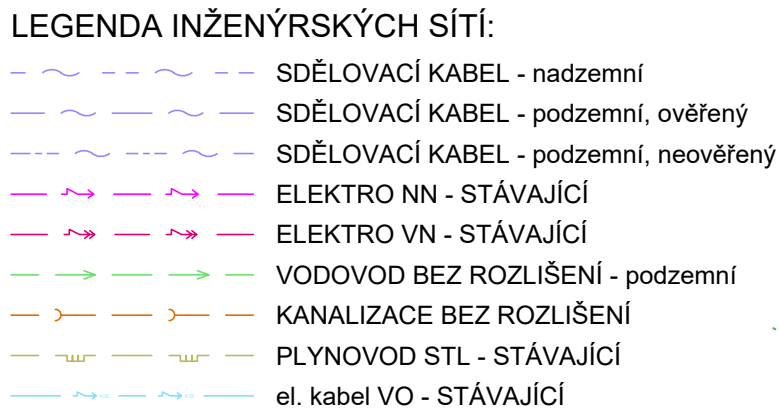 LEGENDA INŽENÝRSKÝCH SÍTÍ:
SDĚLOVACÍ KABEL - nadzemní
SDĚLOVACÍ KABEL - podzemní, ověřený
SDĚLOVACÍ KABEL - podzemní, neověřený
ELEKTRO NN - STÁVAJÍCÍ
ELEKTRO VN - STÁVAJÍCÍ
VODOVOD BEZ ROZLIŠENÍ - podzemní
KANALIZACE BEZ ROZLIŠENÍ
PLYNOVOD STL - STÁVAJÍCÍ
el. kabel VO - STÁVAJÍCÍ